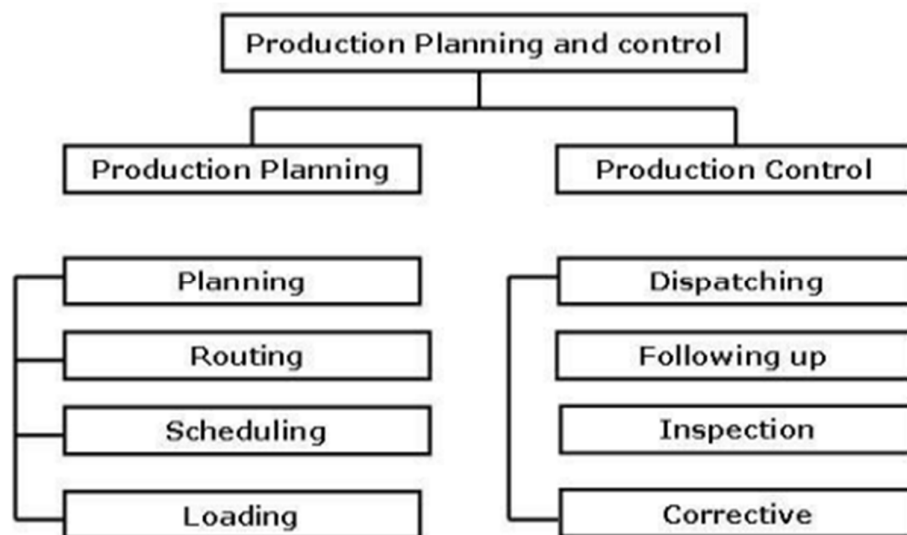 Production Planning and control
Production Planning
Production Control
Planning
Routing
Scheduling
Loading
Dispatching
Following up
Inspection
Corrective